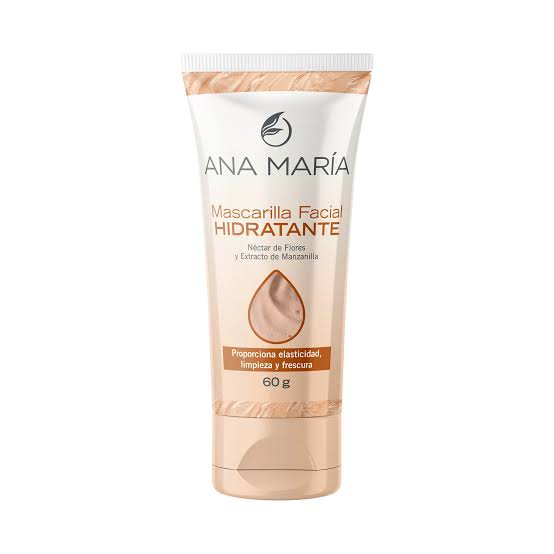 ANA MARÍA
Mascarilla Facial
HIDRATANTE
Néctar de Flores
y Extracto de Manzanilla
Proporciona elasticidad,
limpieza y frescura
60 g